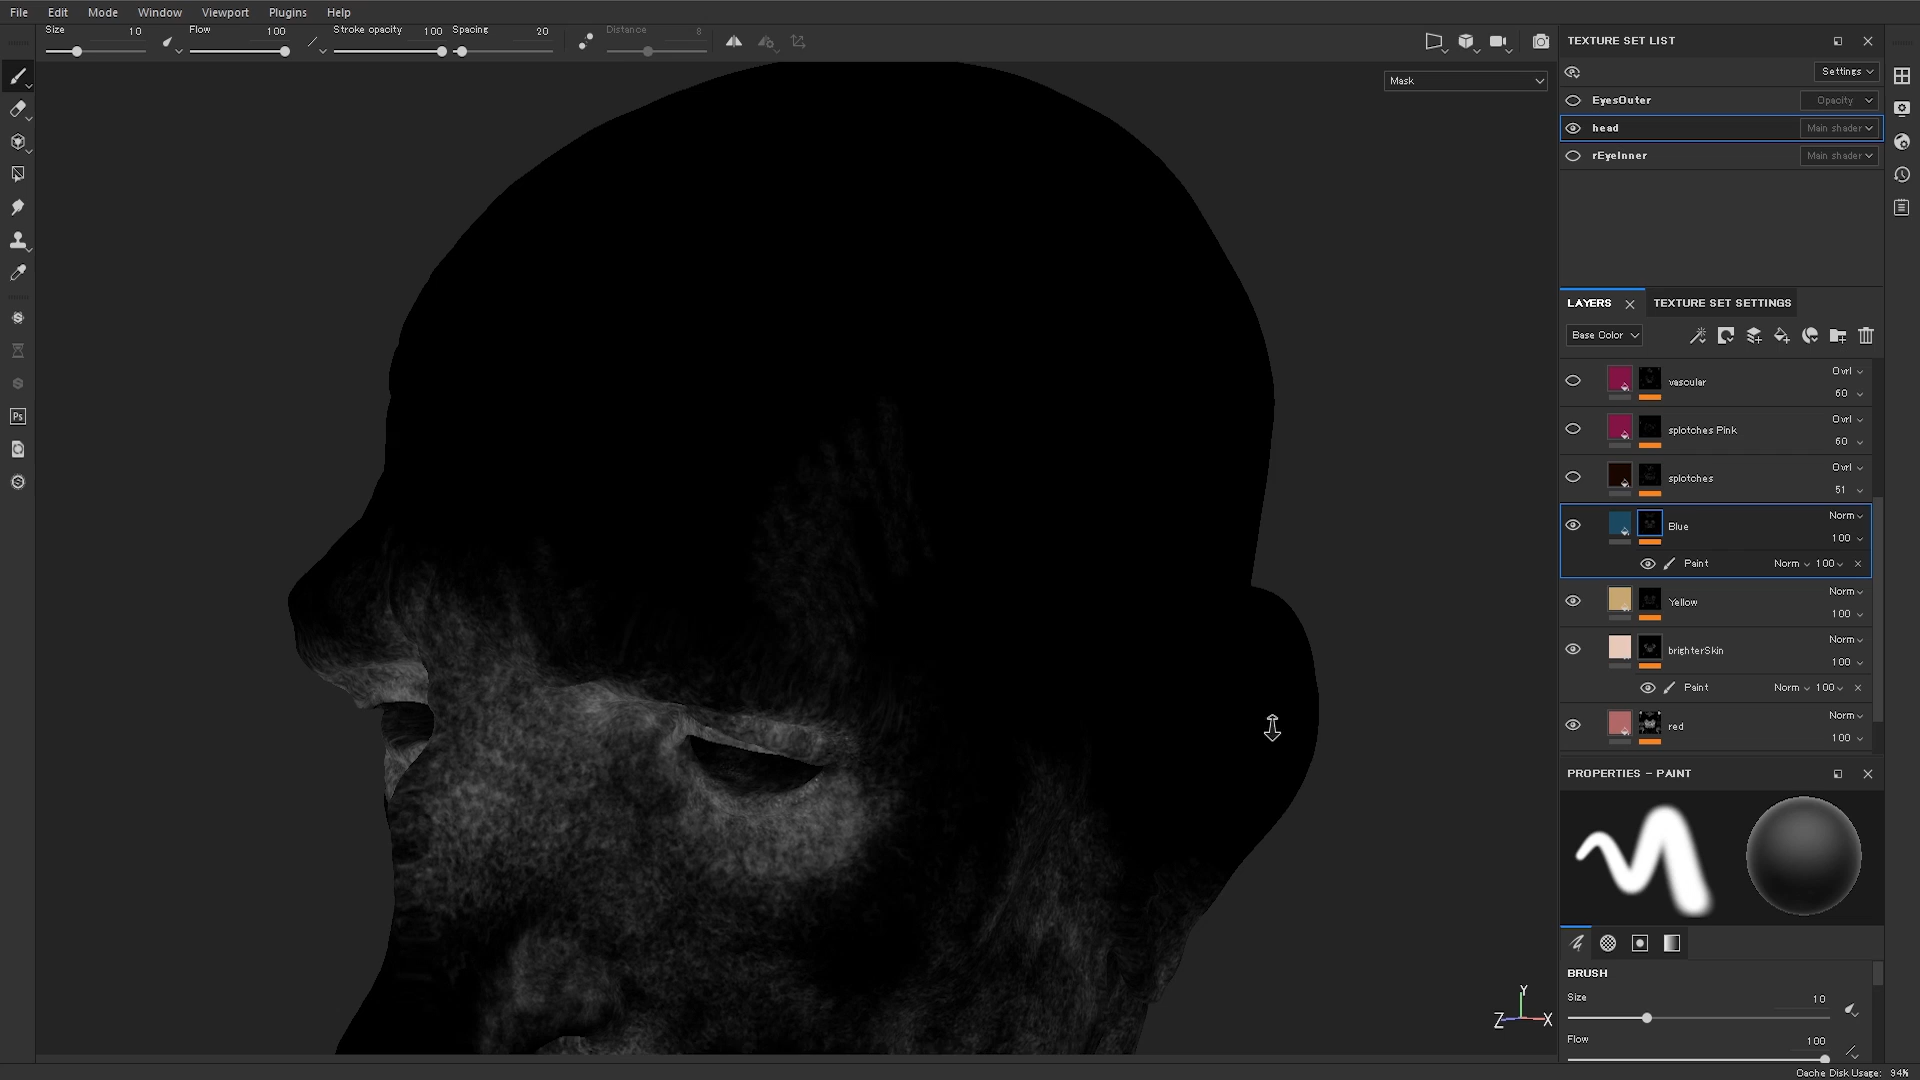 File Edit Mode Window Viewport Plugins Help
Size 10 Flow 100 Stroke opacity 100 Spacing 20 Distance 8
Mask
TEXTURE SET LIST
Settings
EyesOuter Opacity
head Main shader
rEyeInner Main shader
LAYERS TEXTURE SET SETTINGS
Base Color
vascular Ovrl 60
splotches Pink Ovrl 60
splotches Ovrl 51
Blue Norm 100
Paint Norm 100
Yellow Norm 100
brighterSkin Norm 100
Paint Norm 100
red Norm 100
PROPERTIES - PAINT
BRUSH
Size 10
Flow 100
Y
Z X
Ps
Cache Disk Usage: 94%